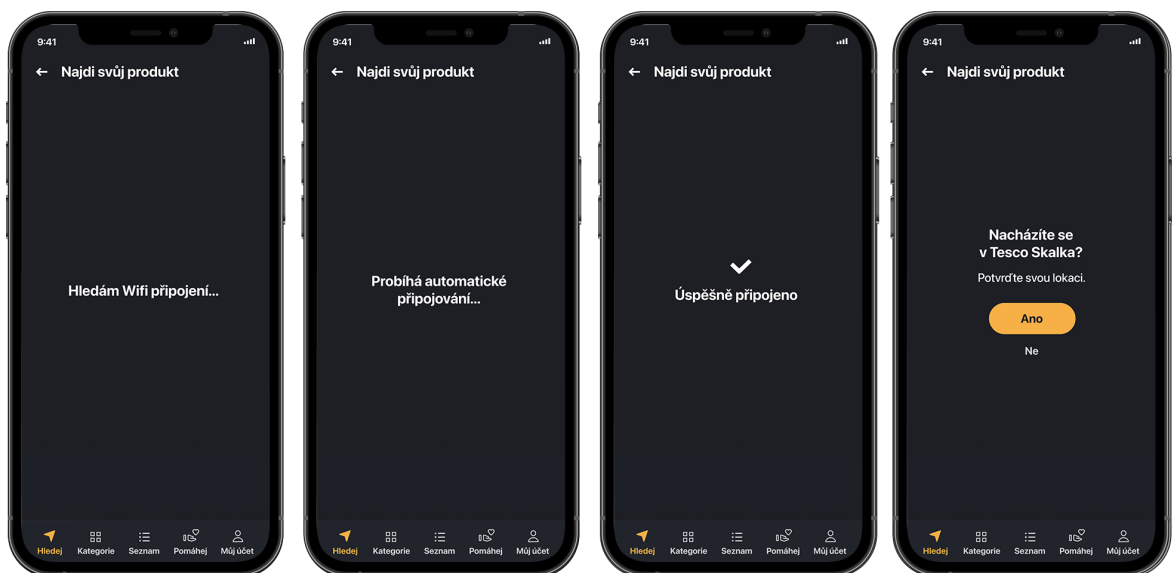 9:41
Najdi svůj produkt
Hledám Wifi připojení...
Hledej
Kategorie
Seznam
Pomáhej
Můj účet
9:41
Najdi svůj produkt
Probíhá automatické
připojování...
Hledej
Kategorie
Seznam
Pomáhej
Můj účet
9:41
Najdi svůj produkt
Úspěšně připojeno
Hledej
Kategorie
Seznam
Pomáhej
Můj účet
9:41
Najdi svůj produkt
Nacházíte se
v Tesco Skalka?
Potvrďte svou lokaci.
Ano
Ne
Hledej
Kategorie
Seznam
Pomáhej
Můj účet